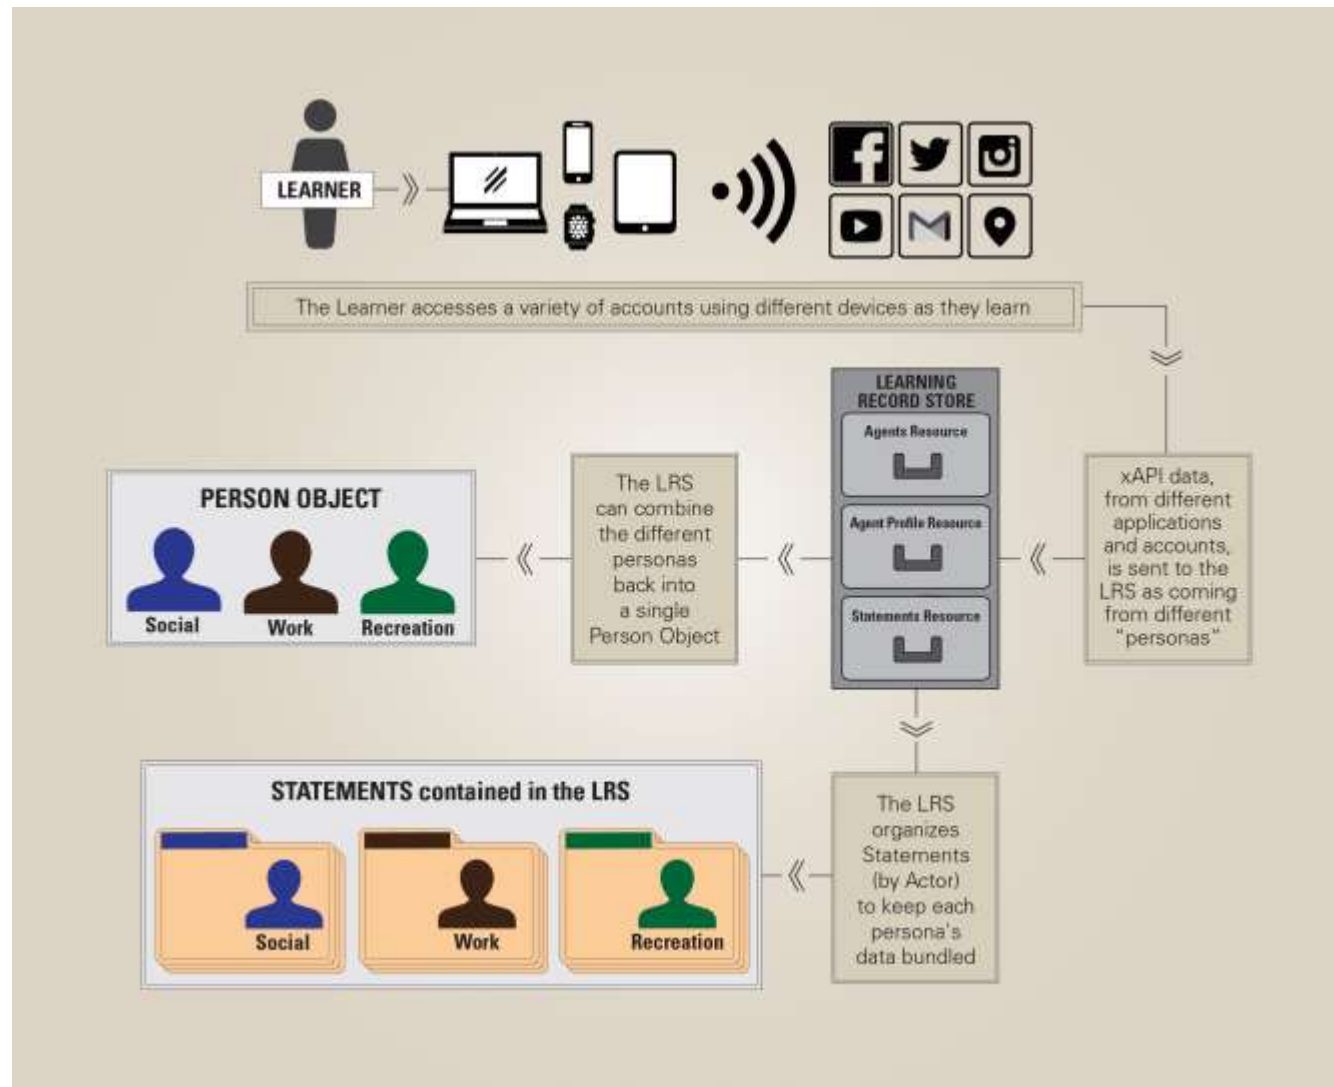 LEARNER
The Learner accesses a variety of accounts using different devices as they learn
LEARNING
RECORD STORE
Agents Resource
Agent Profile Resource
Statements Resource
xAPI data,
from different
applications
and accounts,
is sent to the
LRS as coming
from different
"personas"
The LRS
can combine
the different
personas
back into
a single
Person Object
PERSON OBJECT
Social
Work
Recreation
The LRS
organizes
Statements
(by Actor)
to keep each
persona's
data bundled
STATEMENTS contained in the LRS
Social
Work
Recreation